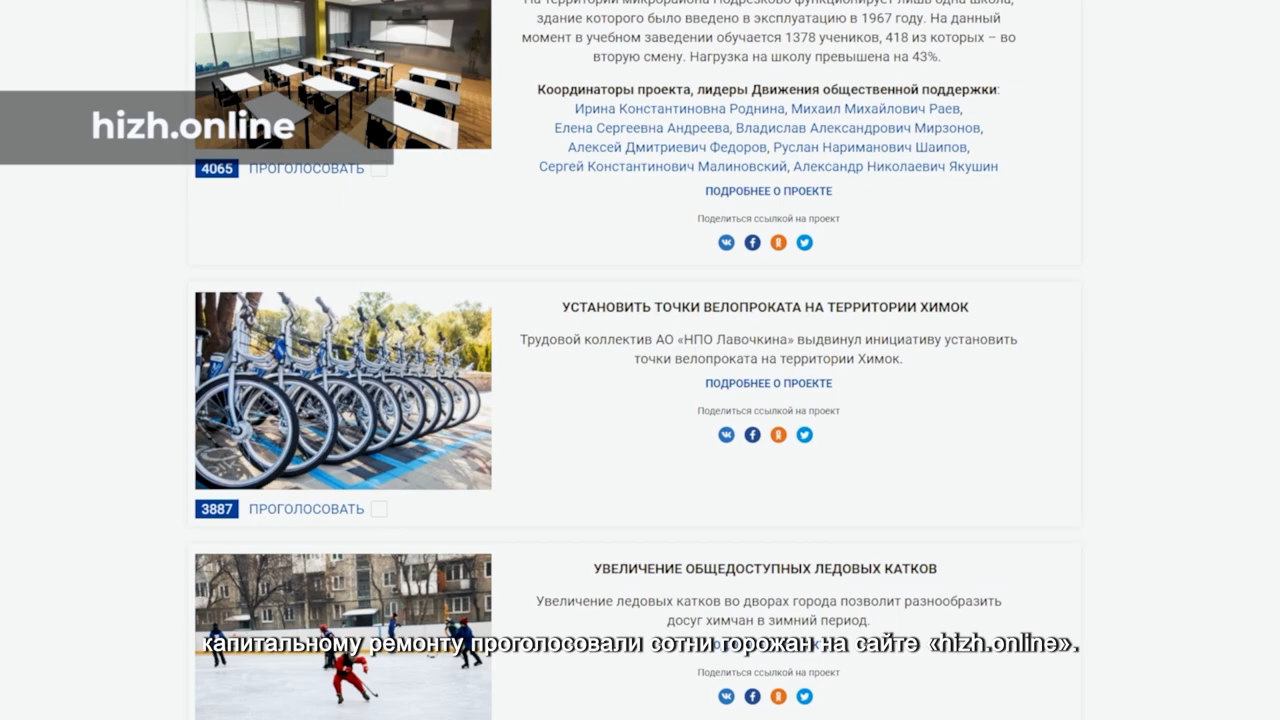 На территории микрорайона Подрезково функционирует лишь одна школа,
здание которого было введено в эксплуатацию в 1967 году. На данный
момент в учебном заведении обучается 1378 учеников, 418 из которых – во
вторую смену. Нагрузка на школу превышена на 43%.
Координаторы проекта, лидеры Движения общественной поддержки:
Ирина Константиновна Роднина, Михаил Михайлович Раев,
Елена Сергеевна Андреева, Владислав Александрович Мирзонов,
Алексей Дмитриевич Федоров, Руслан Нариманович Шаипов,
Сергей Константинович Малиновский, Александр Николаевич Якушин
ПОДРОБНЕЕ О ПРОЕКТЕ
Поделиться ссылкой на проект
hizh.online
4065 ПРОГОЛОСОВАТЬ
УСТАНОВИТЬ ТОЧКИ ВЕЛОПРОКАТА НА ТЕРРИТОРИИ ХИМОК
Трудовой коллектив АО «НПО Лавочкина» выдвинул инициативу установить
точки велопроката на территории Химок.
ПОДРОБНЕЕ О ПРОЕКТЕ
Поделиться ссылкой на проект
3887 ПРОГОЛОСОВАТЬ
УВЕЛИЧЕНИЕ ОБЩЕДОСТУПНЫХ ЛЕДОВЫХ КАТКОВ
Увеличение ледовых катков во дворах города позволит разнообразить
досуг химчан в зимний период.
капитальному ремонту проголосовали сотни горожан на сайте «hizh.online».
Поделиться ссылкой на проект